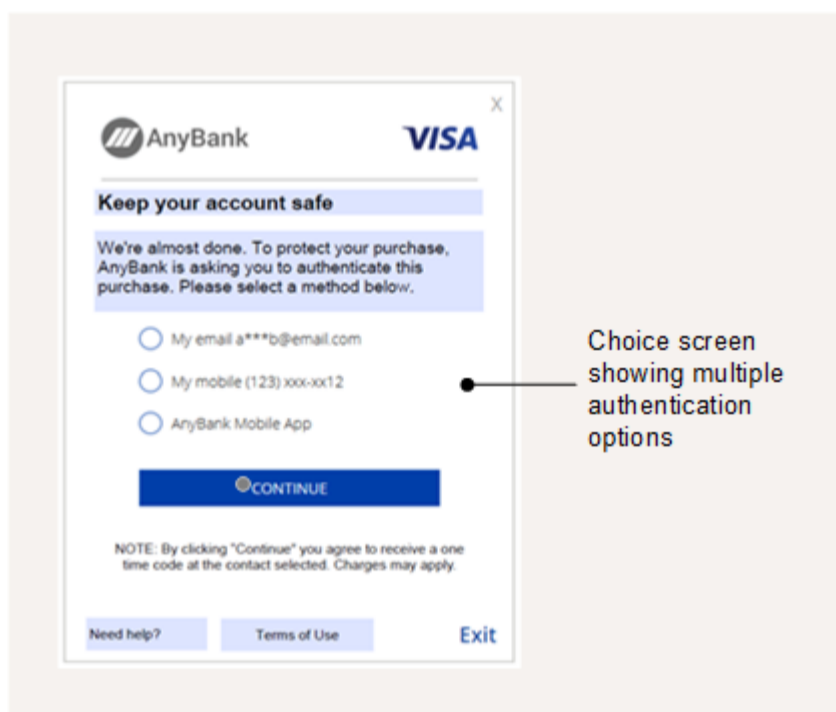 X
AnyBank
VISA
Keep your account safe
We're almost done. To protect your purchase,
AnyBank is asking you to authenticate this
purchase. Please select a method below.
My email a***b@email.com
My mobile (123) xxx-xx12
AnyBank Mobile App
CONTINUE
NOTE: By clicking "Continue" you agree to receive a one
time code at the contact selected. Charges may apply.
Need help?
Terms of Use
Exit
Choice screen
showing multiple
authentication
options